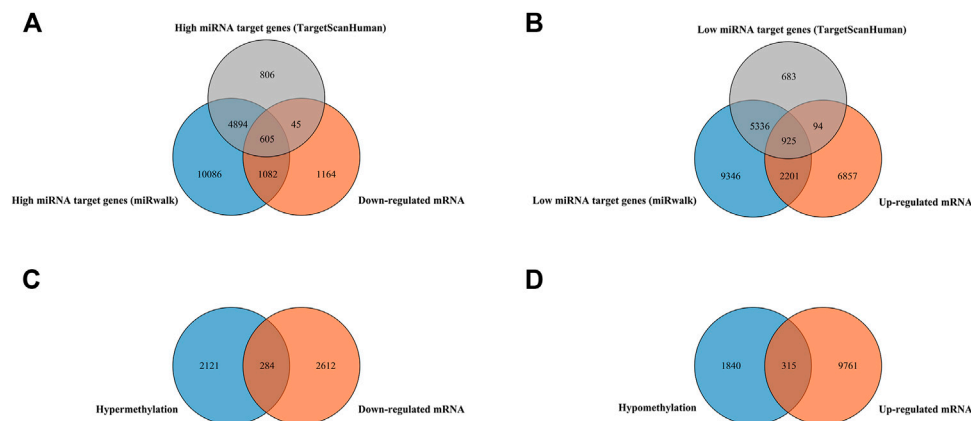 A
High miRNA target genes (TargetScanHuman)
806
4894
45
605
10086
1082
1164
High miRNA target genes (miRwalk)
Down-regulated mRNA
B
Low miRNA target genes (TargetScanHuman)
683
5336
94
925
9346
2201
6857
Low miRNA target genes (miRwalk)
Up-regulated mRNA
C
2121
284
2612
Hypermethylation
Down-regulated mRNA
D
1840
315
9761
Hypomethylation
Up-regulated mRNA